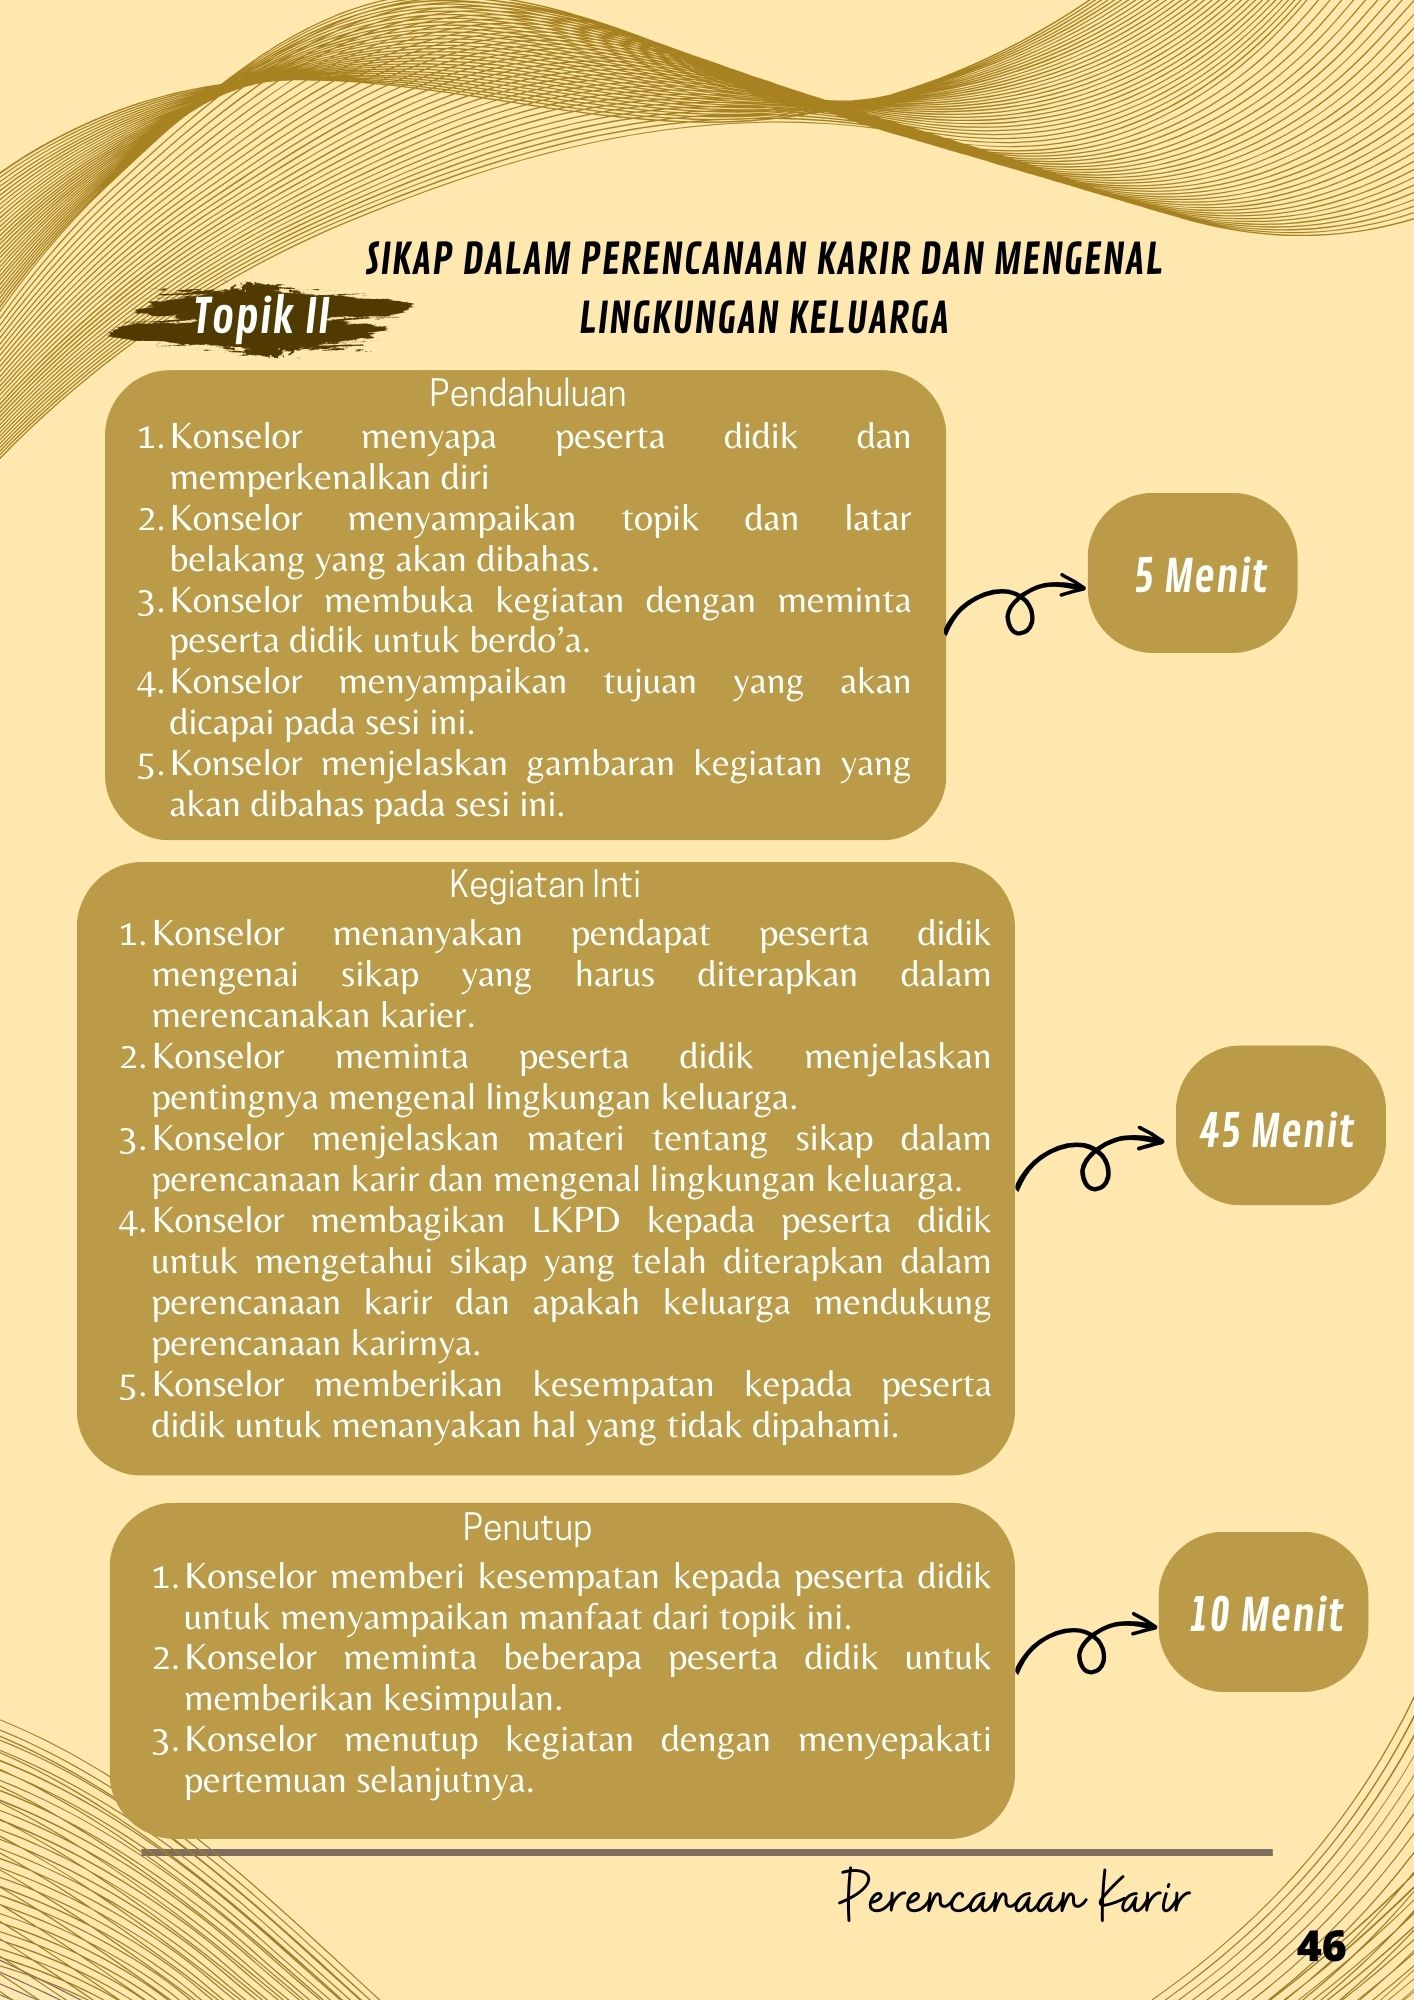 SIKAP DALAM PERENCANAAN KARIR DAN MENGENAL
LINGKUNGAN KELUARGA
Topik II
Pendahuluan
1. Konselor menyapa peserta didik dan
memperkenalkan diri
2. Konselor menyampaikan topik dan latar
belakang yang akan dibahas.
3. Konselor membuka kegiatan dengan meminta
peserta didik untuk berdo’a.
4. Konselor menyampaikan tujuan yang akan
dicapai pada sesi ini.
5. Konselor menjelaskan gambaran kegiatan yang
akan dibahas pada sesi ini.
5 Menit
Kegiatan Inti
1. Konselor menanyakan pendapat peserta didik
mengenai sikap yang harus diterapkan dalam
merencanakan karier.
2. Konselor meminta peserta didik menjelaskan
pentingnya mengenal lingkungan keluarga.
3. Konselor menjelaskan materi tentang sikap dalam
perencanaan karir dan mengenal lingkungan keluarga.
4. Konselor membagikan LKPD kepada peserta didik
untuk mengetahui sikap yang telah diterapkan dalam
perencanaan karir dan apakah keluarga mendukung
perencanaan karirnya.
5. Konselor memberikan kesempatan kepada peserta
didik untuk menanyakan hal yang tidak dipahami.
45 Menit
Penutup
1. Konselor memberi kesempatan kepada peserta didik
untuk menyampaikan manfaat dari topik ini.
2. Konselor meminta beberapa peserta didik untuk
memberikan kesimpulan.
3. Konselor menutup kegiatan dengan menyepakati
pertemuan selanjutnya.
10 Menit
Perencanaan Karir
46